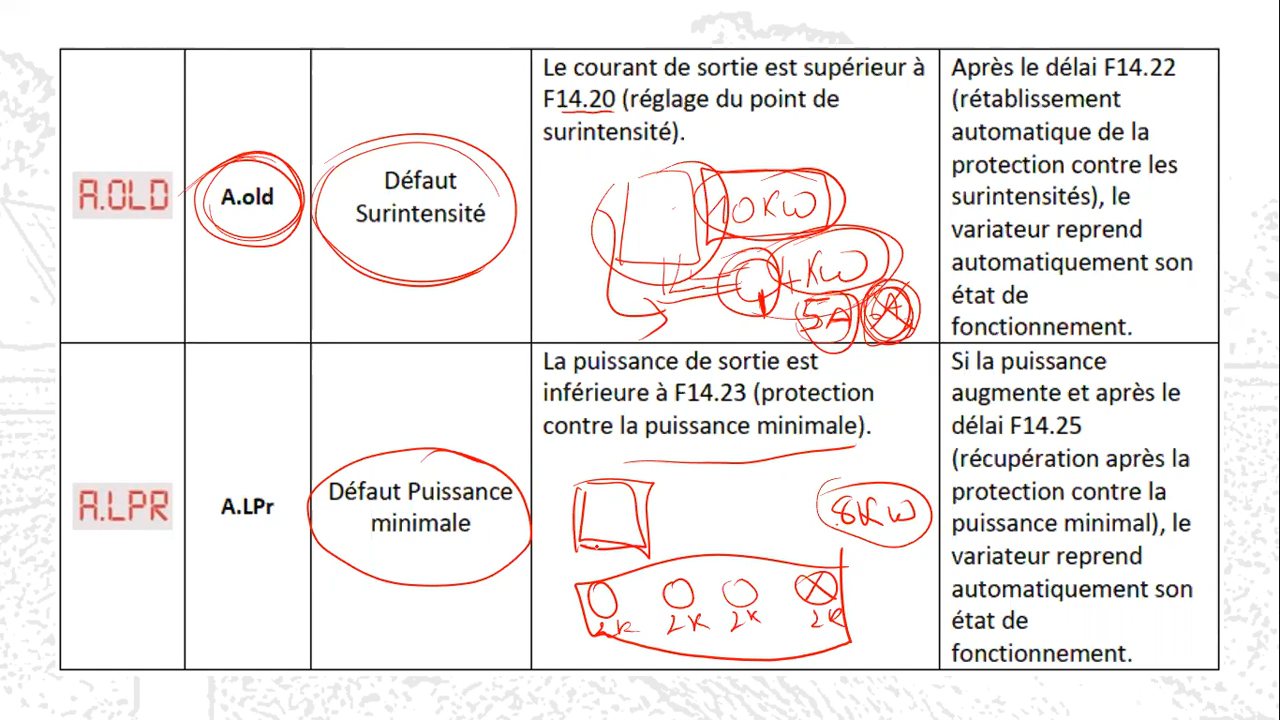 A.OLD
A.old
Défaut
Surintensité
Le courant de sortie est supérieur à
F14.20 (réglage du point de
surintensité).
10KW
4KW
5A
Après le délai F14.22
(rétablissement
automatique de la
protection contre les
surintensités), le
variateur reprend
automatiquement son
état de
fonctionnement.
A.LPR
A.LPr
Défaut Puissance
minimale
La puissance de sortie est
inférieure à F14.23 (protection
contre la puissance minimale).
8KW
2K 2K 2K 2K
Si la puissance
augmente et après le
délai F14.25
(récupération après la
protection contre la
puissance minimal), le
variateur reprend
automatiquement son
état de
fonctionnement.